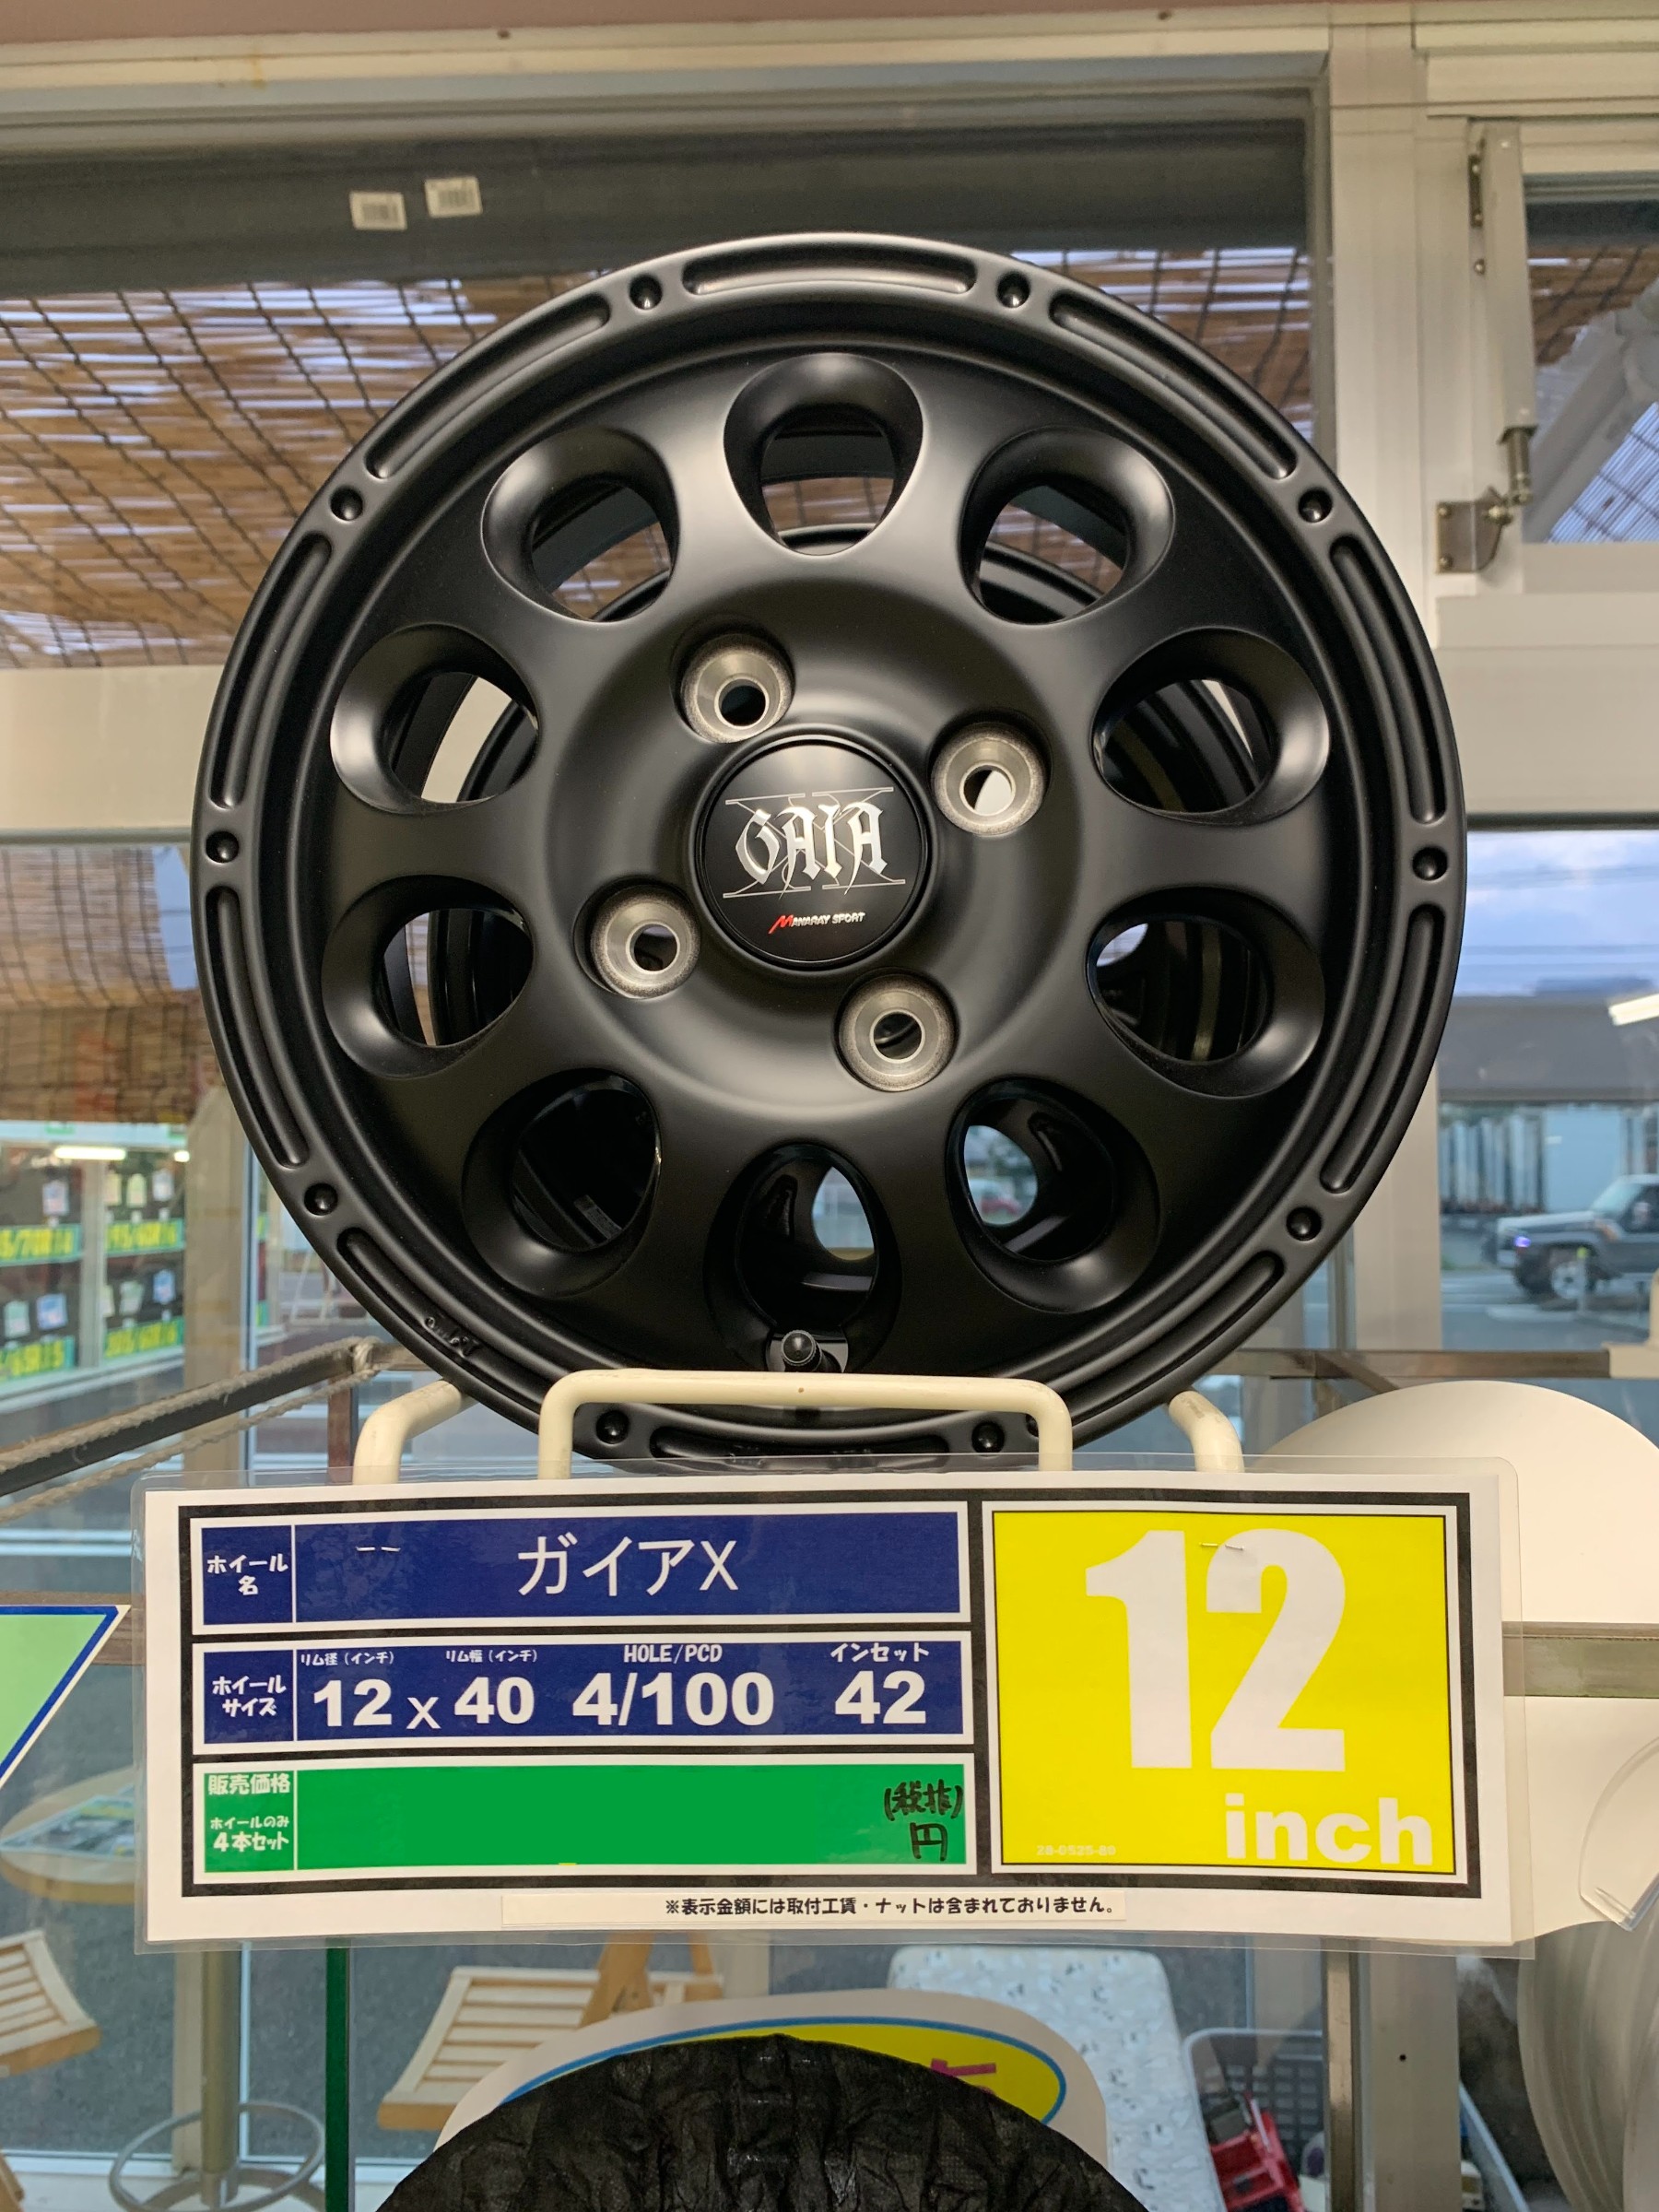 GAIA
X
MANARAY SPORT
ホイール
名
ガイアX
ホイール
サイズ
リム径（インチ）
リム幅（インチ）
HOLE/PCD
インセット
12 x 40 4/100 42
販売価格
ホイールのみ
4本セット
(税抜)
円
12
inch
28-0525-80
※表示金額には取付工賃・ナットは含まれておりません。